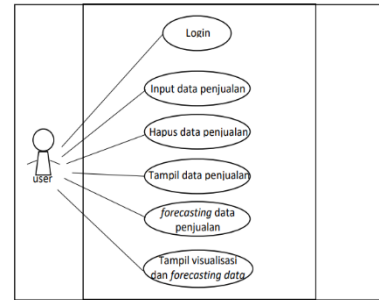 Login
Input data penjualan
Hapus data penjualan
user
Tampil data penjualan
forecasting data
penjualan
Tampil visualisasi
dan forecasting data